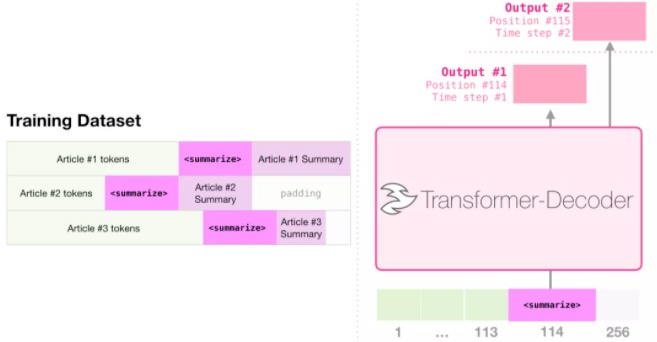 Training Dataset
Article #1 tokens <summarize> Article #1 Summary
Article #2 tokens <summarize> Article #2 Summary padding
Article #3 tokens <summarize> Article #3 Summary
Output #2
Position #115
Time step #2
Output #1
Position #114
Time step #1
Transformer-Decoder
<summarize>
1 ... 113 114 256